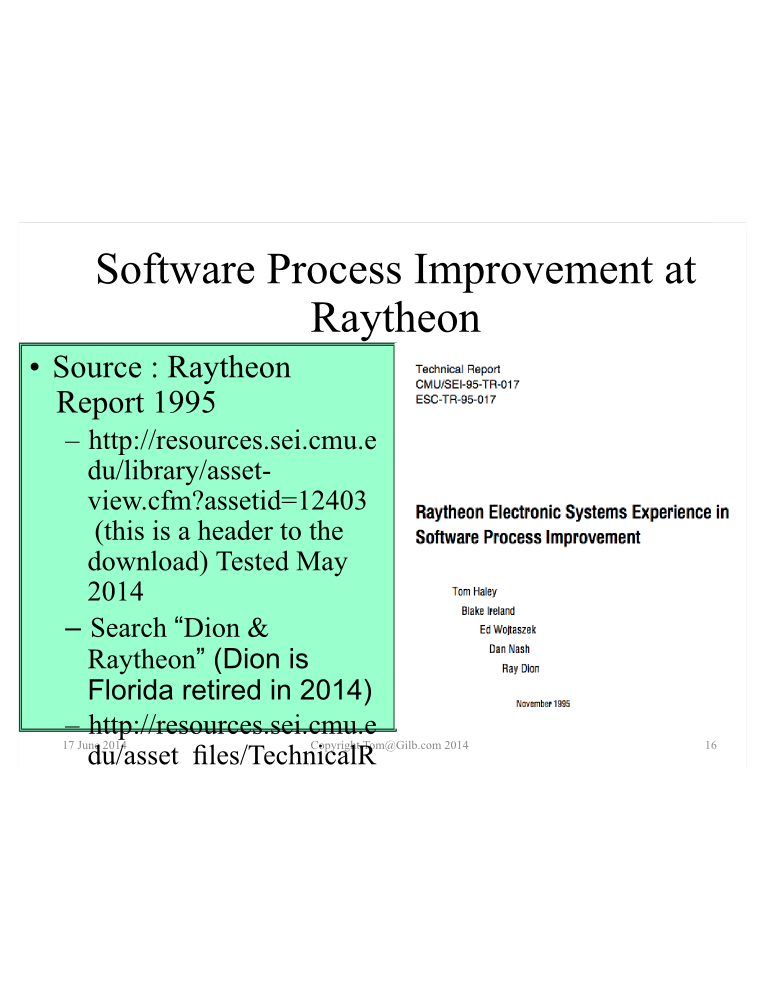 Software Process Improvement at
Raytheon
• Source : Raytheon
Report 1995
– http://resources.sei.cmu.e
du/library/asset-
view.cfm?assetid=12403
(this is a header to the
download) Tested May
2014
– Search “Dion &
Raytheon” (Dion is
Florida retired in 2014)
– http://resources.sei.cmu.e
du/asset_files/TechnicalR
Technical Report
CMU/SEI-95-TR-017
ESC-TR-95-017
Raytheon Electronic Systems Experience in
Software Process Improvement
Tom Haley
Blake Ireland
Ed Wojtaszek
Dan Nash
Ray Dion
November 1995
17 June 2014
Copyright Tom@Gilb.com 2014
16